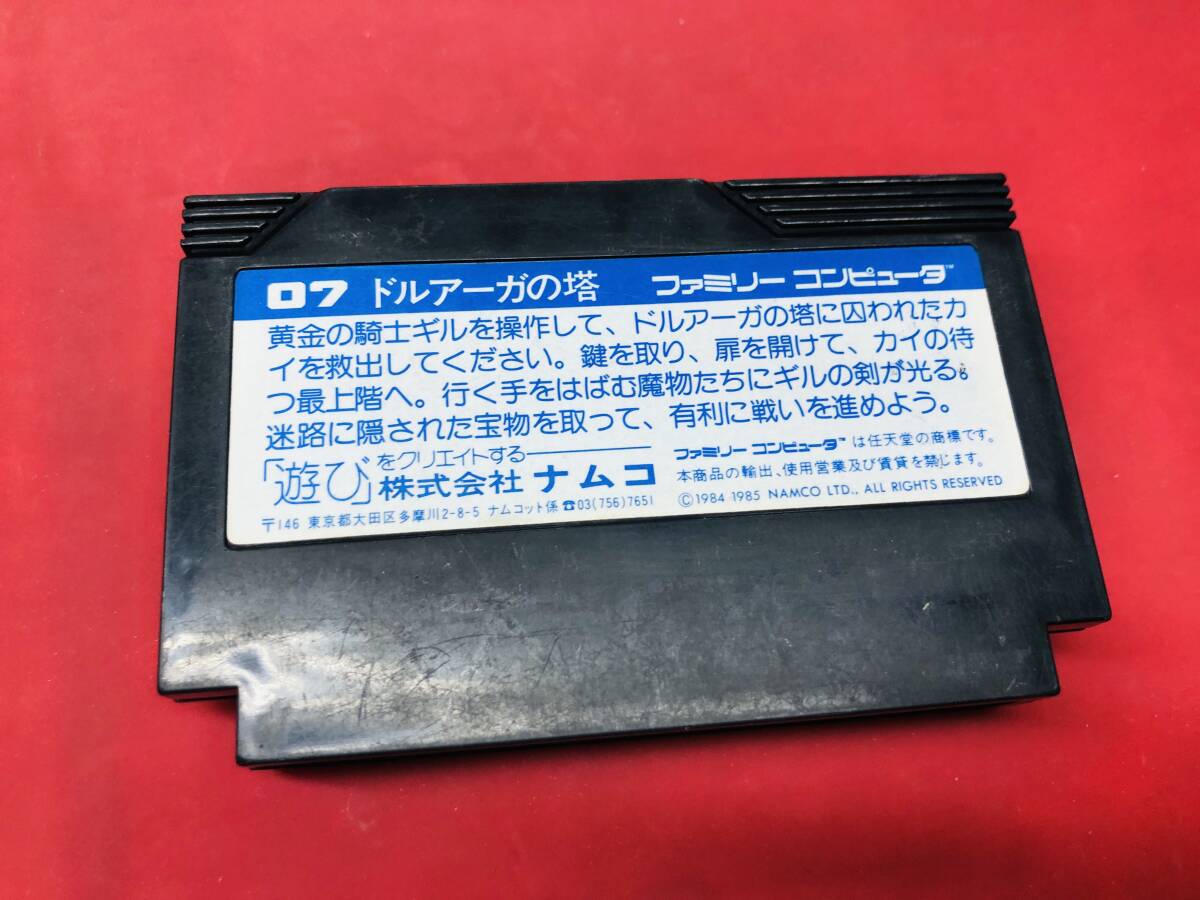 07 ドルアーガの塔 ファミリー コンピュータ™
黄金の騎士ギルを操作して、ドルアーガの塔に囚われたカ
イを救出してください。鍵を取り、扉を開けて、カイの待
つ最上階へ。行く手をはばむ魔物たちにギルの剣が光る。
迷路に隠された宝物を取って、有利に戦いを進めよう。
「遊び」をクリエイトする
株式会社 ナムコ
〒146 東京都大田区多摩川2-8-5 ナムコット係 ☎03(756)7651
ファミリー コンピュータ™ は任天堂の商標です。
本商品の輸出、使用営業及び賃貸を禁じます。
©1984 1985 NAMCO LTD., ALL RIGHTS RESERVED